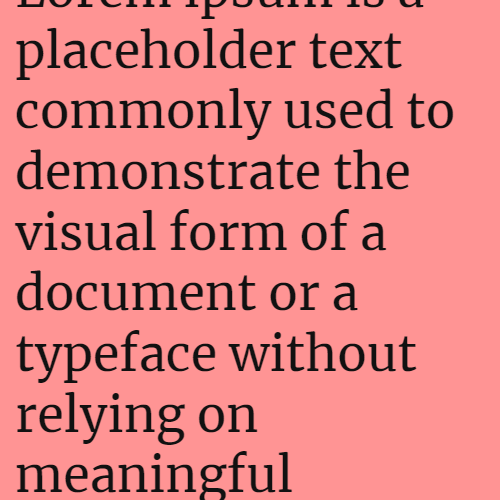 Lorem ipsum is a
placeholder text
commonly used to
demonstrate the
visual form of a
document or a
typeface without
relying on
meaningful